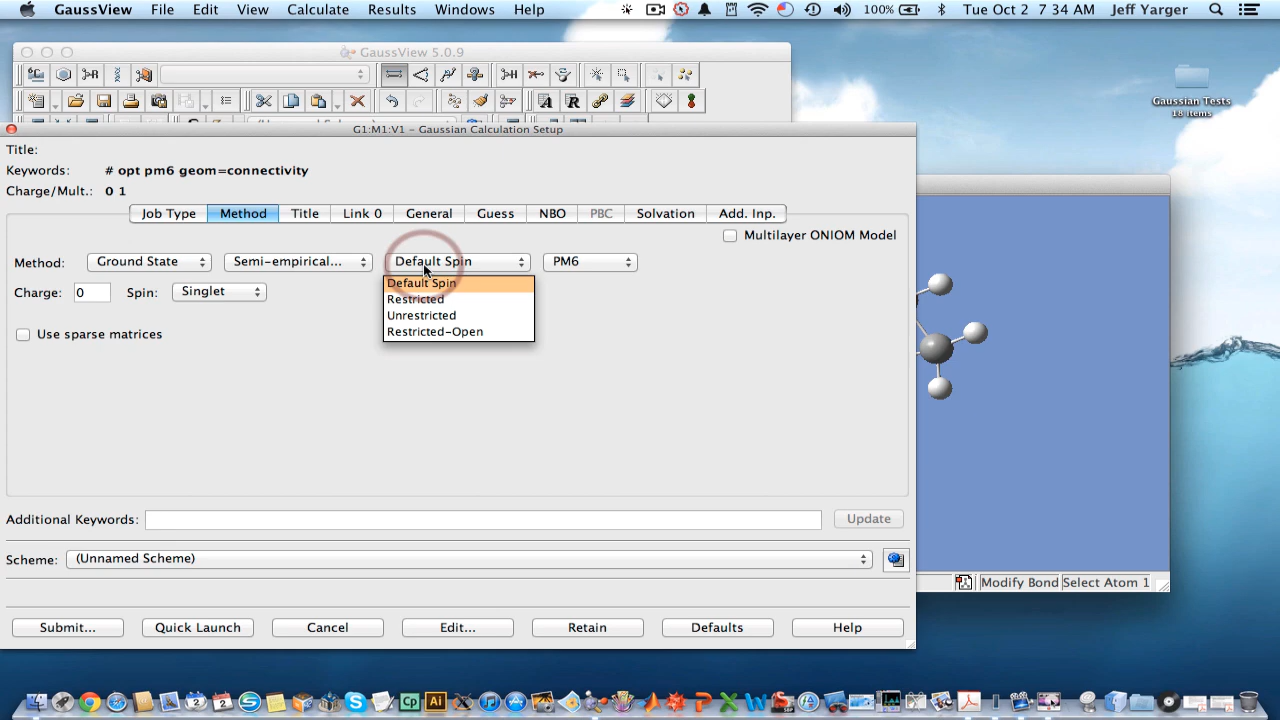 GaussView File Edit View Calculate Results Windows Help 100% Tue Oct 2 7:34 AM Jeff Yarger
GaussView 5.0.9
Gaussian Tests
18 items
G1:M1:V1 – Gaussian Calculation Setup
Title:
Keywords: # opt pm6 geom=connectivity
Charge/Mult.: 0 1
Job Type Method Title Link 0 General Guess NBO PBC Solvation Add. Inp.
Multilayer ONIOM Model
Method: Ground State Semi-empirical... Default Spin PM6
Default Spin
Charge: 0 Spin: Singlet
Restricted
Unrestricted
Restricted-Open
Use sparse matrices
Additional Keywords: Update
Scheme: (Unnamed Scheme)
Modify Bond Select Atom 1
Submit... Quick Launch Cancel Edit... Retain Defaults Help